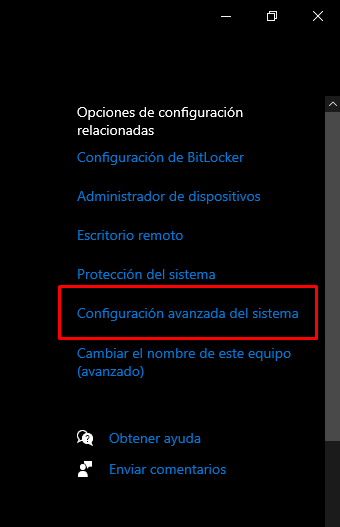 Opciones de configuración
relacionadas
Configuración de BitLocker
Administrador de dispositivos
Escritorio remoto
Protección del sistema
Configuración avanzada del sistema
Cambiar el nombre de este equipo
(avanzado)
Obtener ayuda
Enviar comentarios